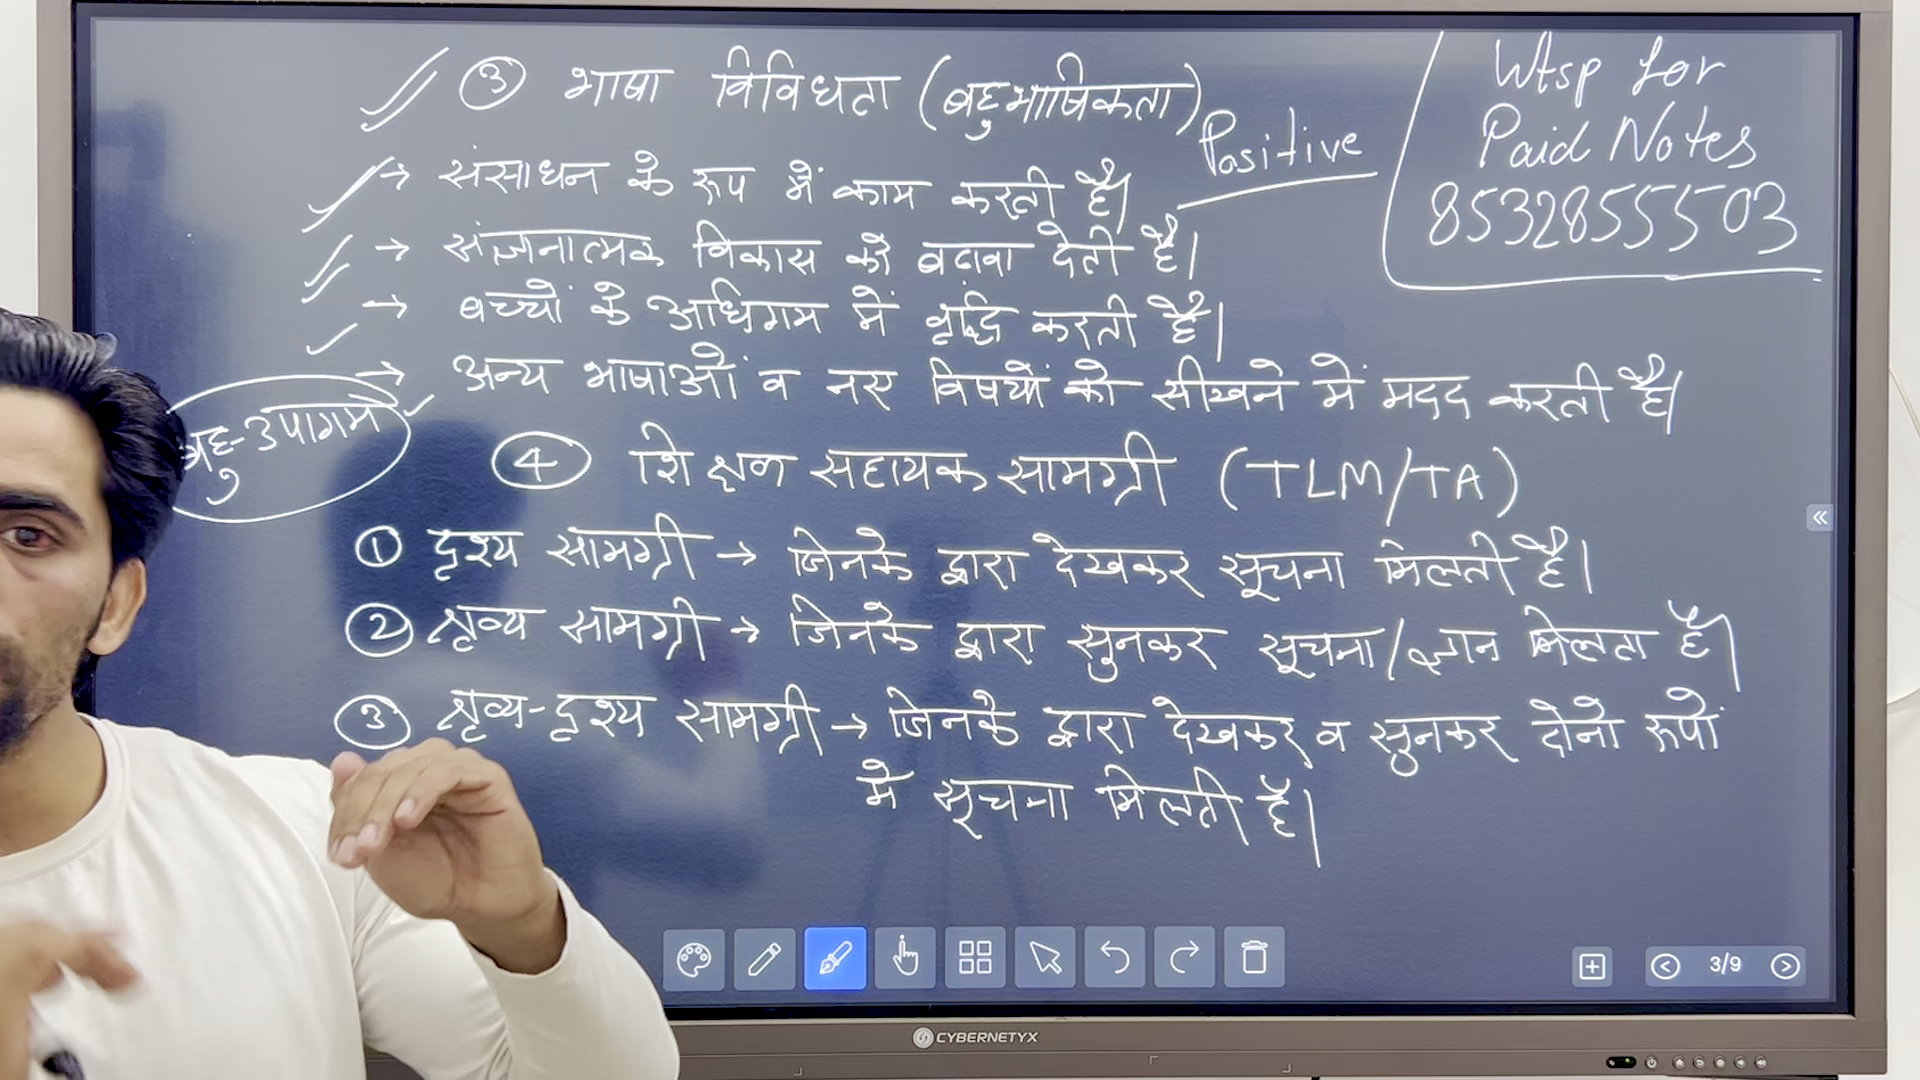 ③ भाषा विविधता (बहुभाषिकता)
Positive
Wtsp for
Paid Notes
8532855503
→ संसाधन के रूप में काम करती है।
→ संज्ञनात्मक विकास को बढ़ावा देती है।
→ बच्चों के अधिगम में वृद्धि करती है।
→ अन्य भाषाओं व नए विषयों को सीखने में मदद करती है।
बहु-उपागम
④ शिक्षण सहायक सामग्री (TLM/TA)
① दृश्य सामग्री → जिनके द्वारा देखकर सूचना मिलती है।
② श्रृव्य सामग्री → जिनके द्वारा सुनकर सूचना/ज्ञान मिलता है।
③ श्रृव्य-दृश्य सामग्री → जिनके द्वारा देखकर व सुनकर दोनों रूपों
में सूचना मिलती है।
3/9
CYBERNETYX